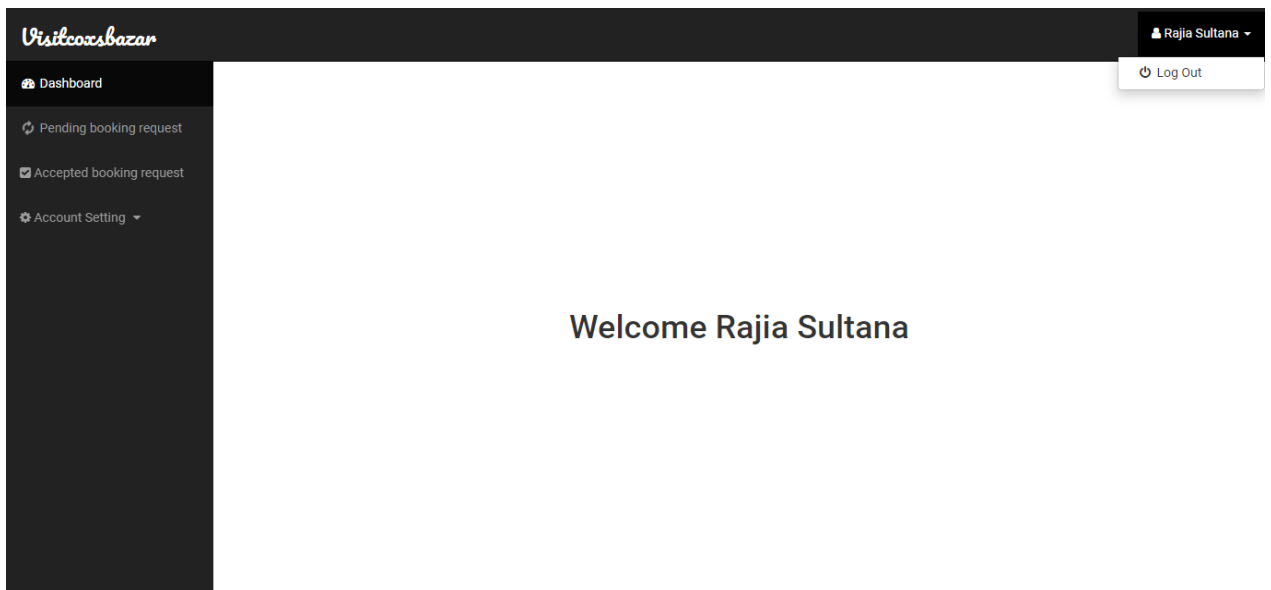 Visitcoxsbazar
Rajia Sultana
Log Out
Dashboard
Pending booking request
Accepted booking request
Account Setting
Welcome Rajia Sultana